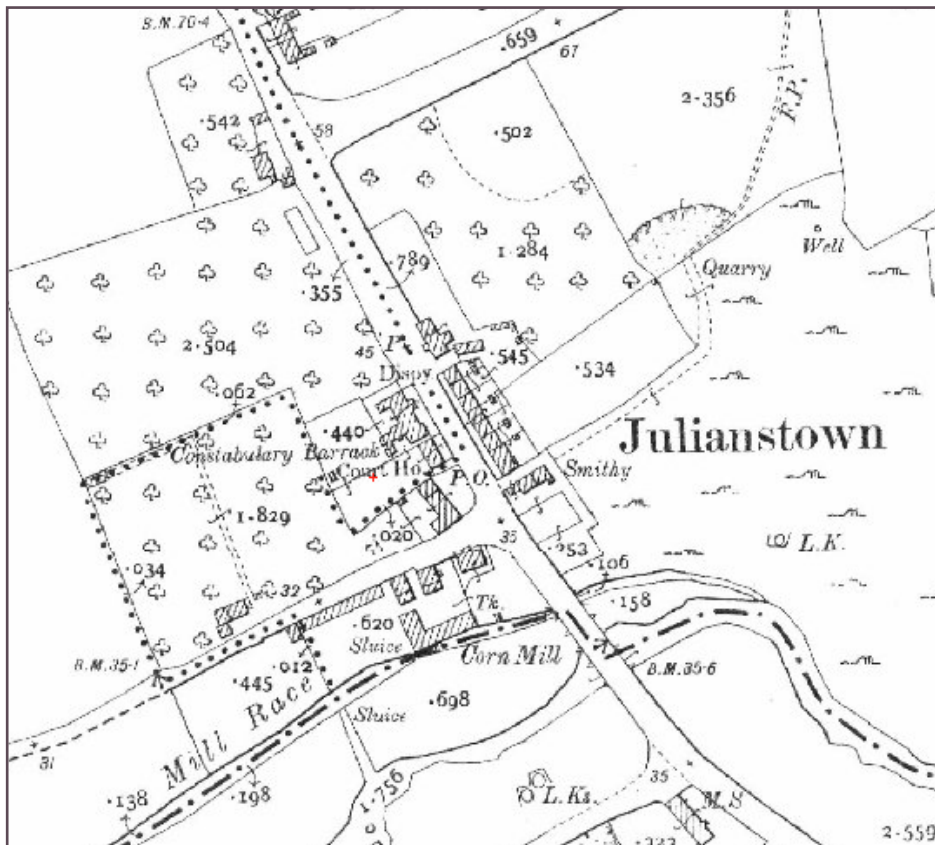 B.M.70·4
·659
67
2·356
F.P.
·542
58
·502
1·284
Well
Quarry
·789
·355
2·504
45
Dispy
·545
·534
·062
·440
Constabulary Barrack
Court Ho.
Julianstown
P.O.
Smithy
1·829
·020
35
·253
·106
L.K.
·034
32
Tk.
·158
·620
Sluice
Corn Mill
B.M.35·1
·012
·445
B.M.35·6
Mill Race
·698
Sluice
31
·138
·198
1·756
35
L.Ks.
M.S
2·559